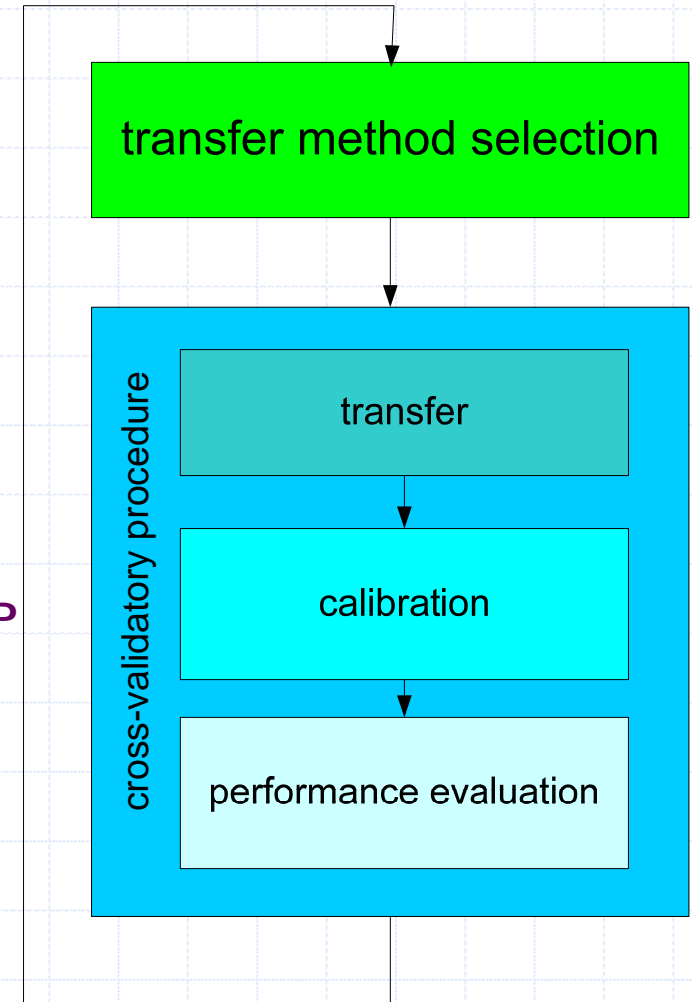 transfer method selection
cross-validatory procedure
transfer
calibration
performance evaluation